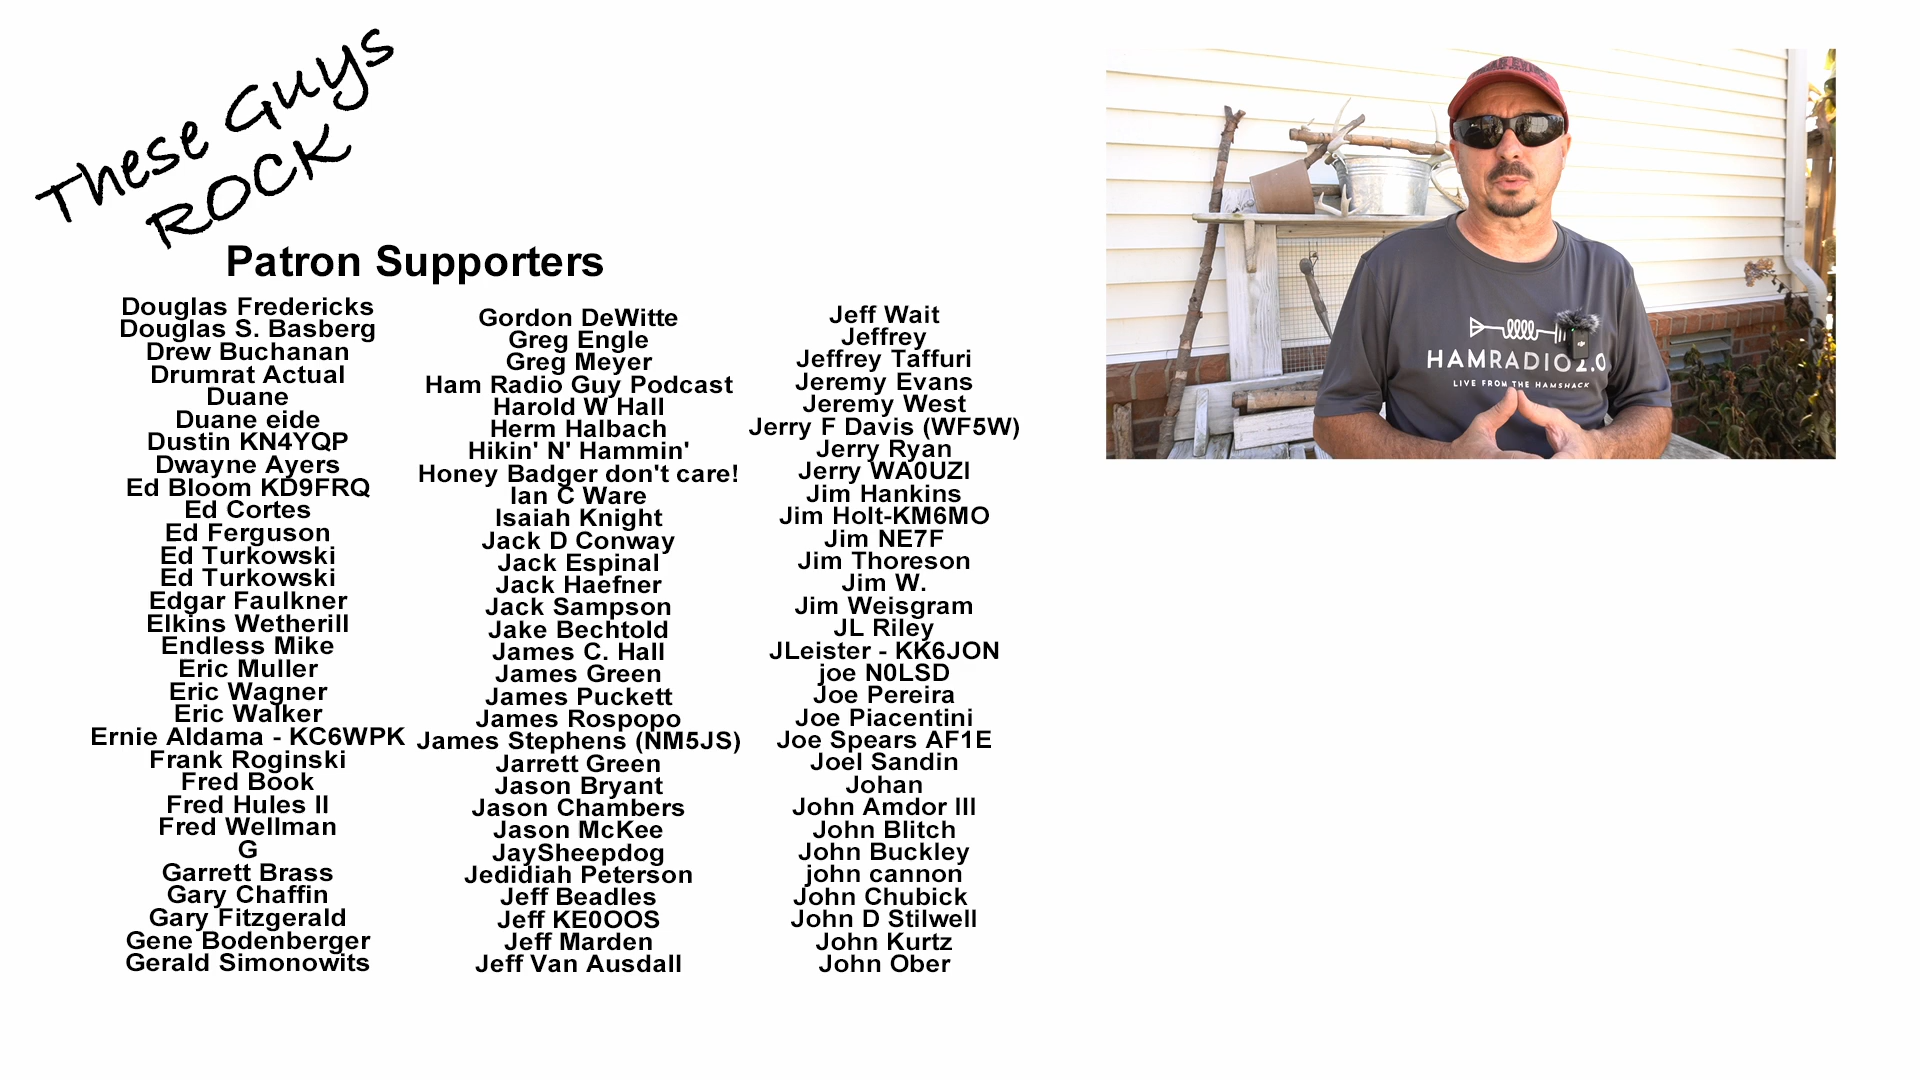 These Guys
ROCK
Patron Supporters
Douglas Fredericks
Douglas S. Basberg
Drew Buchanan
Drumrat Actual
Duane
Duane eide
Dustin KN4YQP
Dwayne Ayers
Ed Bloom KD9FRQ
Ed Cortes
Ed Ferguson
Ed Turkowski
Ed Turkowski
Edgar Faulkner
Elkins Wetherill
Endless Mike
Eric Muller
Eric Wagner
Eric Walker
Ernie Aldama - KC6WPK
Frank Roginski
Fred Book
Fred Hules II
Fred Wellman
G
Garrett Brass
Gary Chaffin
Gary Fitzgerald
Gene Bodenberger
Gerald Simonowits
Gordon DeWitte
Greg Engle
Greg Meyer
Ham Radio Guy Podcast
Harold W Hall
Herm Halbach
Hikin' N' Hammin'
Honey Badger don't care!
Ian C Ware
Isaiah Knight
Jack D Conway
Jack Espinal
Jack Haefner
Jack Sampson
Jake Bechtold
James C. Hall
James Green
James Puckett
James Rospopo
James Stephens (NM5JS)
Jarrett Green
Jason Bryant
Jason Chambers
Jason McKee
JaySheepdog
Jedidiah Peterson
Jeff Beadles
Jeff KE0OOS
Jeff Marden
Jeff Van Ausdall
Jeff Wait
Jeffrey
Jeffrey Taffuri
Jeremy Evans
Jeremy West
Jerry F Davis (WF5W)
Jerry Ryan
Jerry WA0UZI
Jim Hankins
Jim Holt-KM6MO
Jim NE7F
Jim Thoreson
Jim W.
Jim Weisgram
JL Riley
JLeister - KK6JON
joe N0LSD
Joe Pereira
Joe Piacentini
Joe Spears AF1E
Joel Sandin
Johan
John Amdor III
John Blitch
John Buckley
john cannon
John Chubick
John D Stilwell
John Kurtz
John Ober
HAMRADIO2.0
LIVE FROM THE HAMSHACK